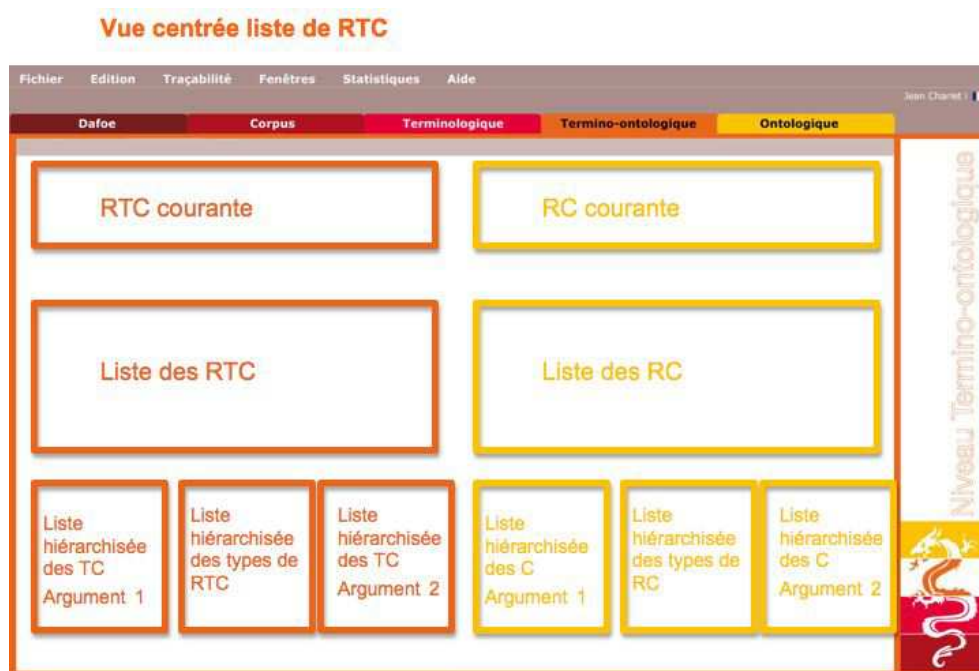 Vue centrée liste de RTC
Fichier Edition Traçabilité Fenêtres Statistiques Aide
Jean Charlet |
Dafoe Corpus Terminologique Termino-ontologique Ontologique
RTC courante
RC courante
Liste des RTC
Liste des RC
Liste
hiérarchisée
des TC
Argument 1
Liste
hiérarchisée
des types de
RTC
Liste
hiérarchisée
des TC
Argument 2
Liste
hiérarchisée
des C
Argument 1
Liste
hiérarchisée
des types de
RC
Liste
hiérarchisée
des C
Argument 2
Niveau Termino-ontologique